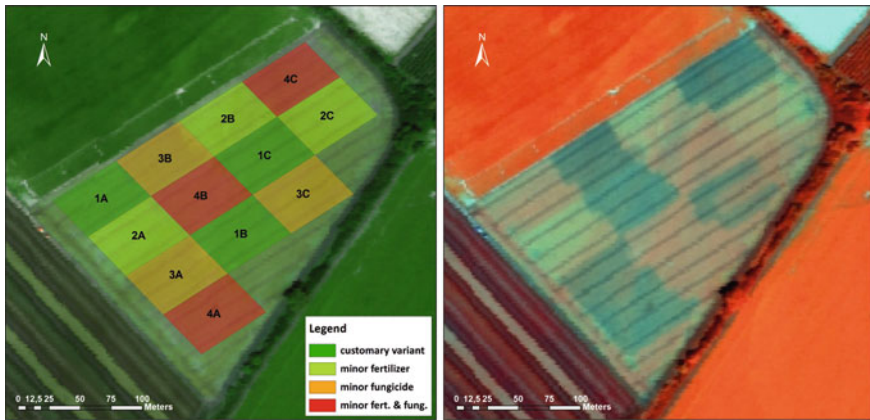 N
4C
2B
2C
3B
1C
1A
4B
3C
2A
1B
3A
4A
Legend
customary variant
minor fertilizer
minor fungicide
minor fert. & fung.
0 12,5 25 50 75 100
Meters
N
0 12,5 25 50 75 100
Meters